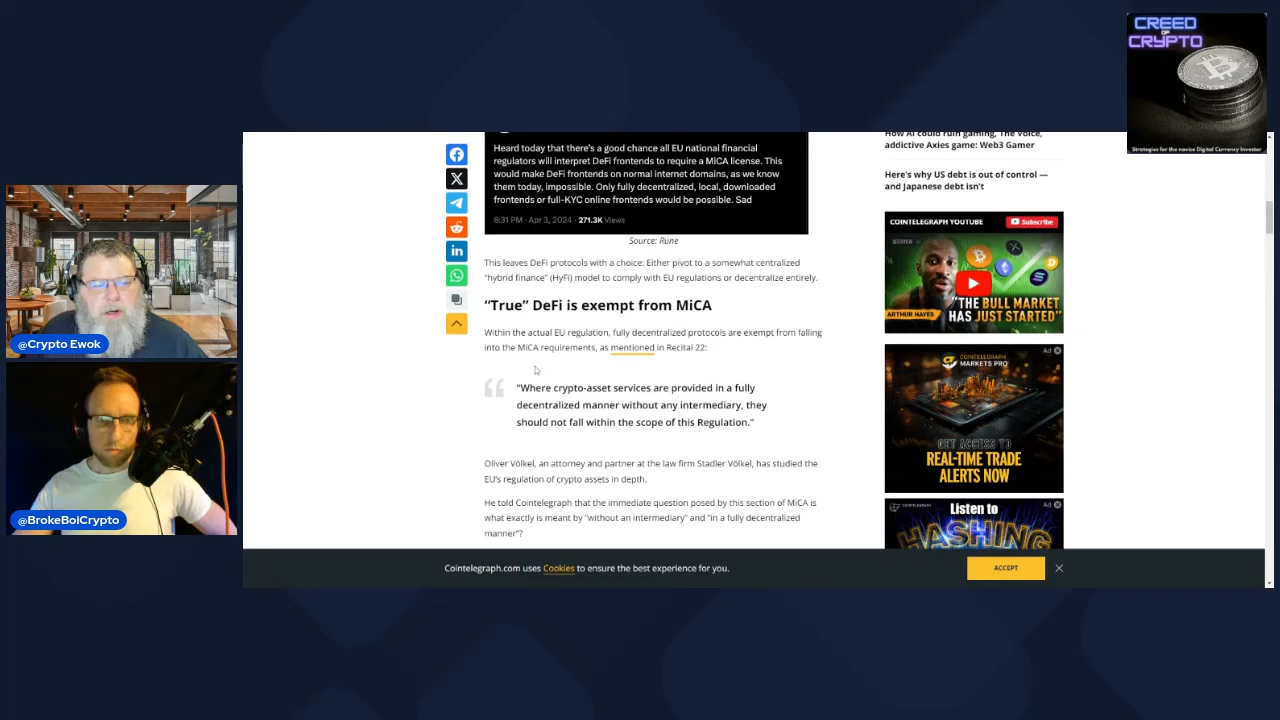 CREED
OF
CRYPTO
Strategies for the novice Digital Currency Investor
@Crypto Ewok
@BrokeBoiCrypto
Heard today that there's a good chance all EU national financial
regulators will interpret DeFi frontends to require a MiCA license. This
would make DeFi frontends on normal internet domains, as we know
them today, impossible. Only fully decentralized, local, downloaded
frontends or full-KYC online frontends would be possible. Sad
8:31 PM · Apr 3, 2024 · 271.3K Views
Source: Rune
This leaves DeFi protocols with a choice: Either pivot to a somewhat centralized
"hybrid finance" (HyFi) model to comply with EU regulations or decentralize entirely.
“True” DeFi is exempt from MiCA
Within the actual EU regulation, fully decentralized protocols are exempt from falling
into the MiCA requirements, as mentioned in Recital 22:
“Where crypto-asset services are provided in a fully
decentralized manner without any intermediary, they
should not fall within the scope of this Regulation.”
Oliver Völkel, an attorney and partner at the law firm Stadler Völkel, has studied the
EU's regulation of crypto assets in depth.
He told Cointelegraph that the immediate question posed by this section of MiCA is
what exactly is meant by "without an intermediary" and "in a fully decentralized
manner"?
How AI could ruin gaming, The Voice,
addictive Axies game: Web3 Gamer
Here's why US debt is out of control —
and Japanese debt isn't
COINTELEGRAPH YOUTUBE
Subscribe
ARTHUR HAYES
"THE BULL MARKET
HAS JUST STARTED"
Ad
COINTELEGRAPH
MARKETS PRO
GET ACCESS TO
REAL-TIME TRADE
ALERTS NOW
Ad
Listen to
HASHING
Cointelegraph.com uses Cookies to ensure the best experience for you.
ACCEPT